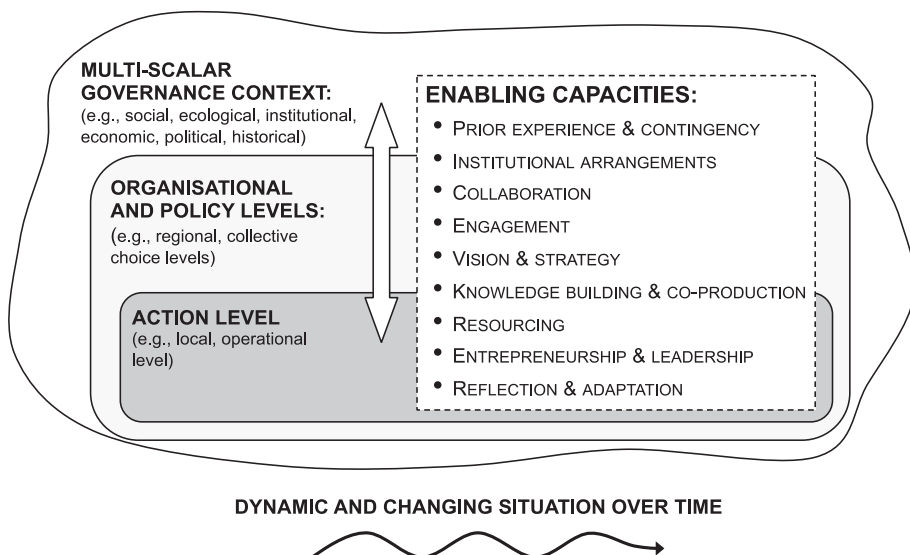 MULTI-SCALAR
GOVERNANCE CONTEXT:
(e.g., social, ecological, institutional,
economic, political, historical)
ORGANISATIONAL
AND POLICY LEVELS:
(e.g., regional, collective
choice levels)
ACTION LEVEL
(e.g., local, operational
level)
ENABLING CAPACITIES:
• PRIOR EXPERIENCE & CONTINGENCY
• INSTITUTIONAL ARRANGEMENTS
• COLLABORATION
• ENGAGEMENT
• VISION & STRATEGY
• KNOWLEDGE BUILDING & CO-PRODUCTION
• RESOURCING
• ENTREPRENEURSHIP & LEADERSHIP
• REFLECTION & ADAPTATION
DYNAMIC AND CHANGING SITUATION OVER TIME